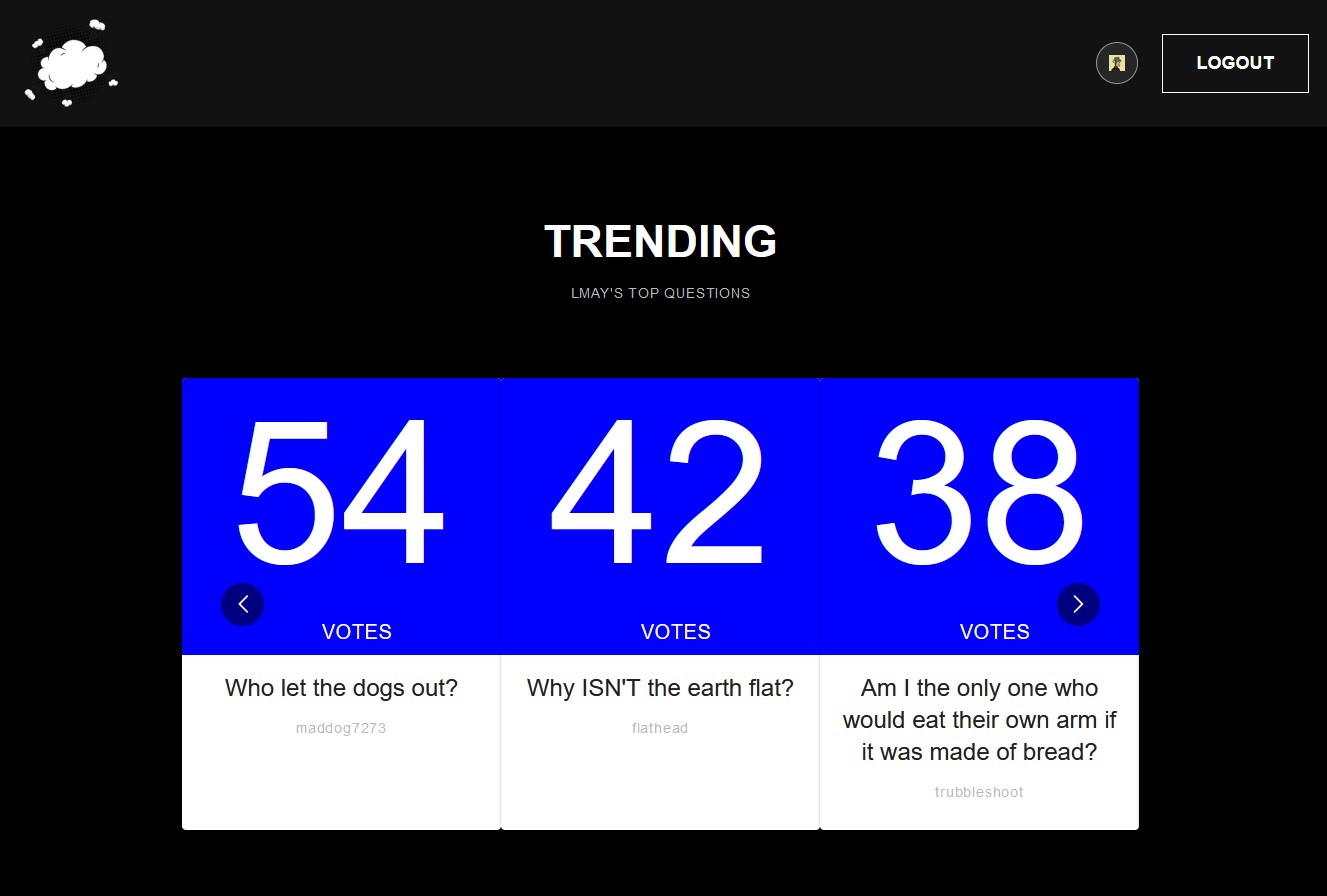 LOGOUT
TRENDING
LMAY'S TOP QUESTIONS
54
42
38
VOTES
VOTES
VOTES
Who let the dogs out?
maddog7273
Why ISN'T the earth flat?
flathead
Am I the only one who
would eat their own arm if
it was made of bread?
trubbleshoot